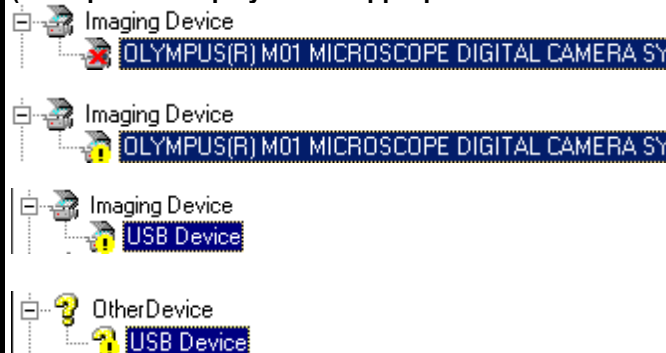 Imaging Device
OLYMPUS(R) M01 MICROSCOPE DIGITAL CAMERA SY
Imaging Device
OLYMPUS(R) M01 MICROSCOPE DIGITAL CAMERA SY
Imaging Device
USB Device
OtherDevice
USB Device